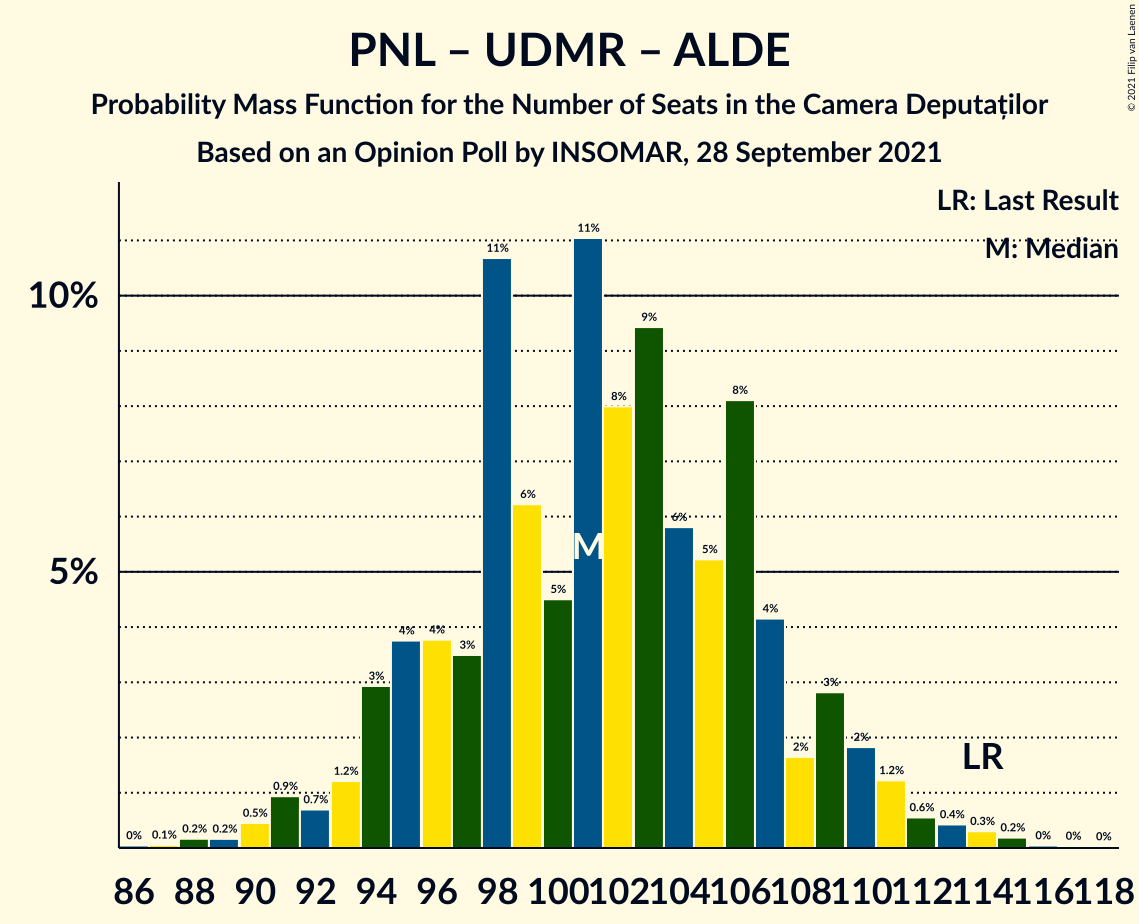 PNL – UDMR – ALDE
Probability Mass Function for the Number of Seats in the Camera Deputaților
Based on an Opinion Poll by INSOMAR, 28 September 2021
© 2021 Filip van Laenen
LR: Last Result
M: Median
10%
5%
0% 0.1% 0.2% 0.2% 0.5% 0.9% 0.7% 1.2% 3% 4% 4% 3% 11% 6% 5% 11% 8% 9% 6% 5% 8% 4% 2% 3% 2% 1.2% 0.6% 0.4% 0.3% 0.2% 0% 0% 0%
M
LR
86 88 90 92 94 96 98 100 102 104 106 108 110 112 114 116 118